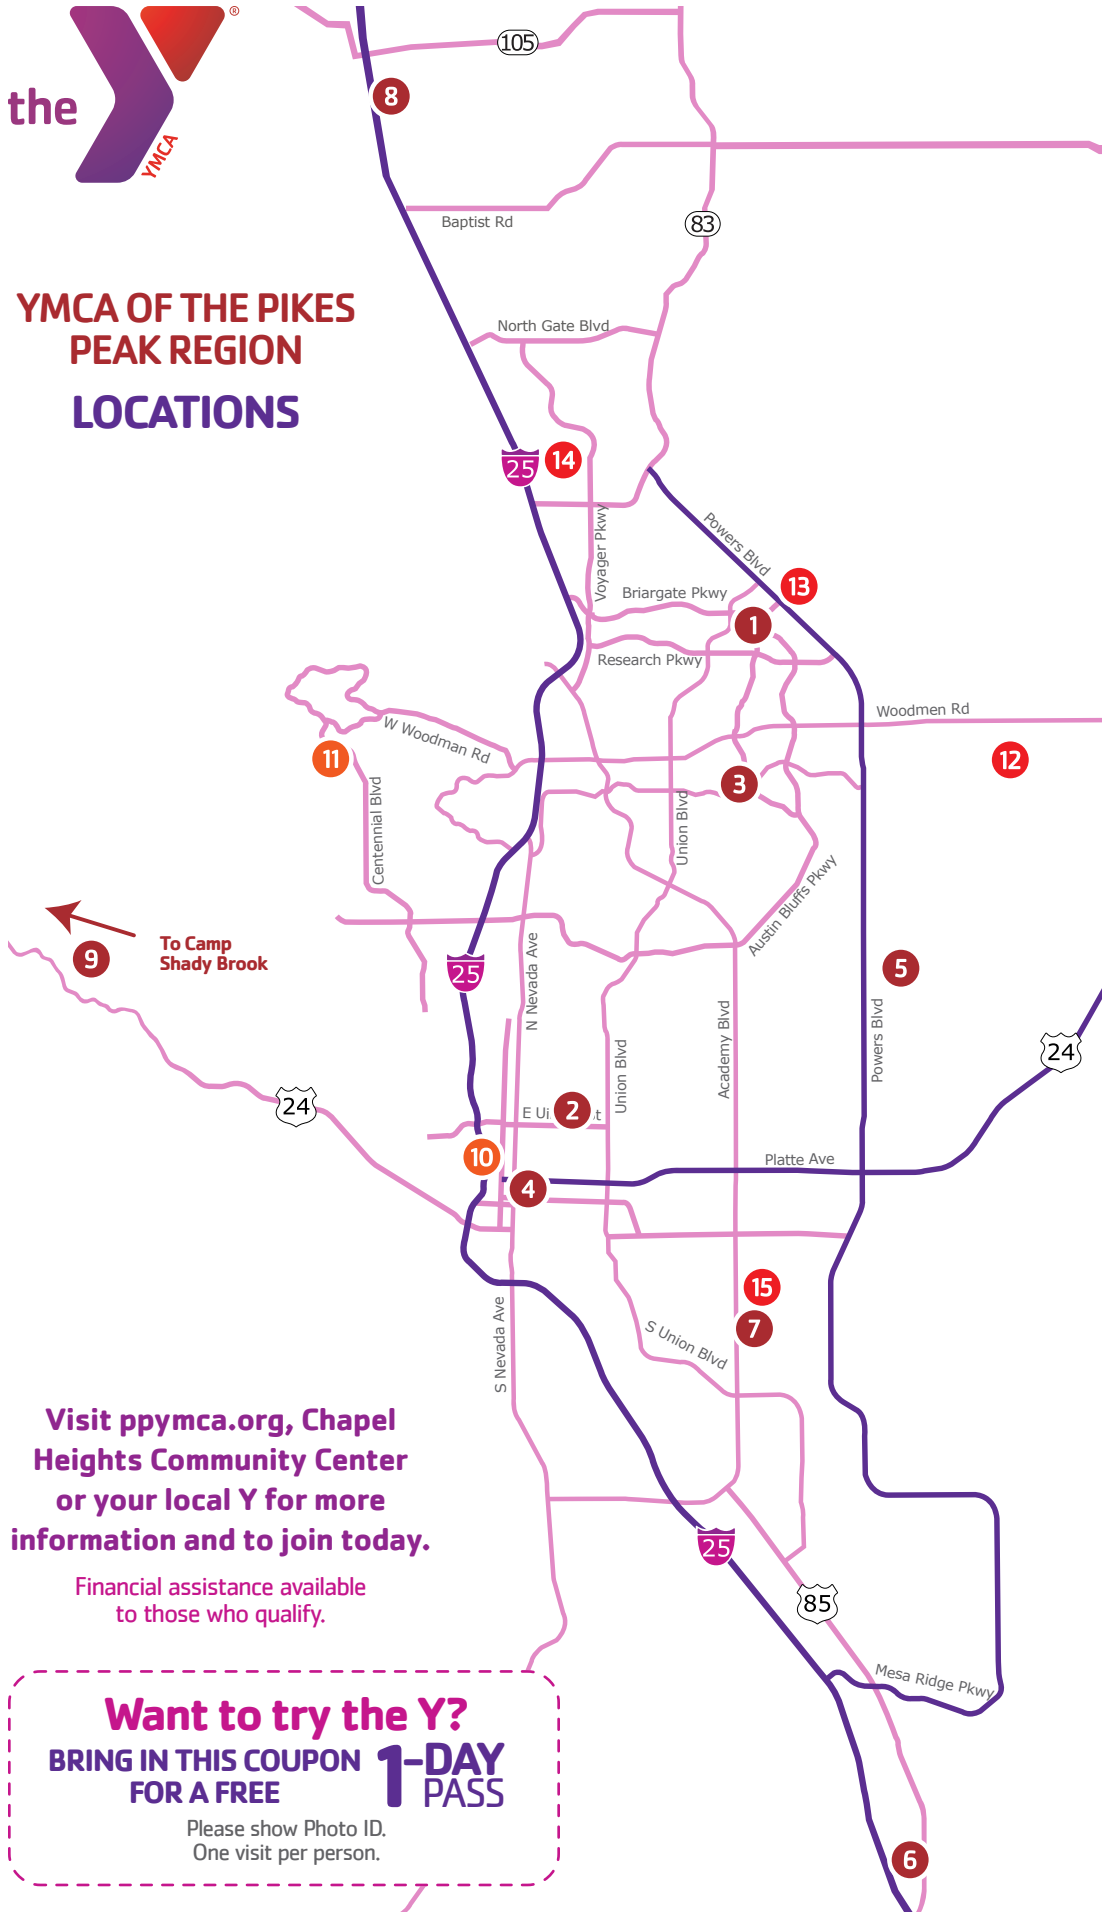 the
YMCA
®
105
8
Baptist Rd
83
YMCA OF THE PIKES
PEAK REGION
LOCATIONS
North Gate Blvd
25
14
Voyager Pkwy
Powers Blvd
13
Briargate Pkwy
1
Research Pkwy
Woodmen Rd
W Woodman Rd
11
12
3
Centennial Blvd
Union Blvd
Austin Bluffs Pkwy
9
To Camp
Shady Brook
25
N Nevada Ave
5
Academy Blvd
Powers Blvd
24
Union Blvd
24
E Ui
2
t
10
Platte Ave
4
15
7
S Nevada Ave
S Union Blvd
Visit ppymca.org, Chapel
Heights Community Center
or your local Y for more
information and to join today.
Financial assistance available
to those who qualify.
25
85
Mesa Ridge Pkwy
Want to try the Y?
BRING IN THIS COUPON
FOR A FREE
1-DAY
PASS
Please show Photo ID.
One visit per person.
6